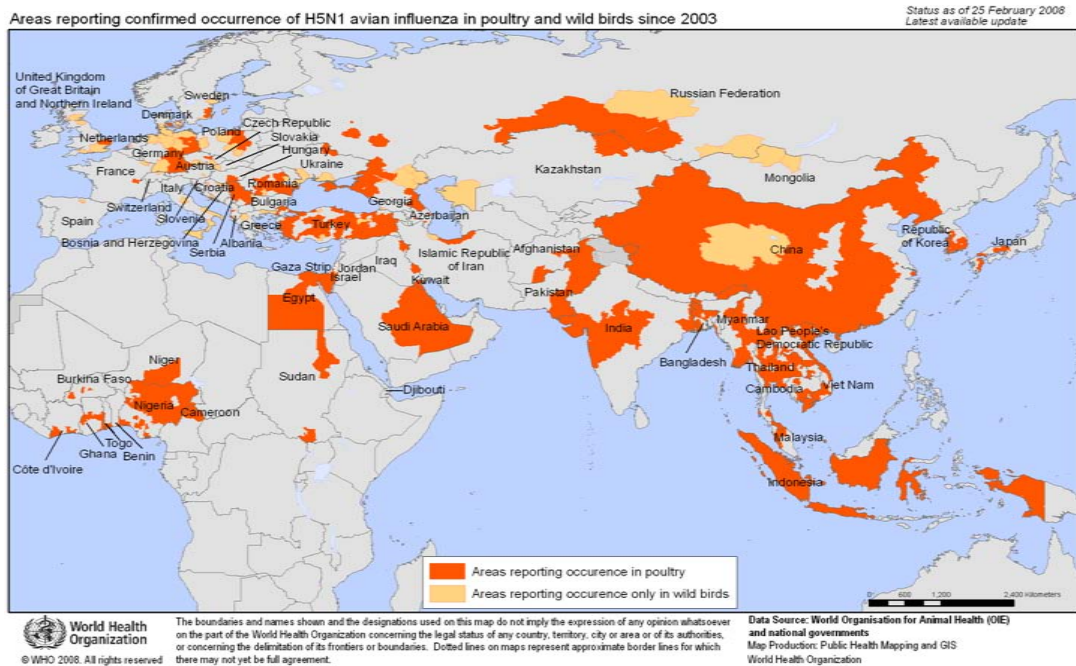 Areas reporting confirmed occurrence of H5N1 avian influenza in poultry and wild birds since 2003
Status as of 25 February 2008
Latest available update
United Kingdom
of Great Britain
and Northern Ireland
Sweden
Denmark
Russian Federation
Netherlands
Poland
Czech Republic
Slovakia
Germany
Hungary
Austria
Ukraine
France
Kazakhstan
Italy
Croatia
Romania
Mongolia
Switzerland
Bulgaria
Georgia
Slovenia
Spain
Greece
Turkey
Azerbaijan
Bosnia and Herzegovina
Albania
Serbia
Republic
of Korea
Japan
Islamic Republic
of Iran
Afghanistan
China
Iraq
Gaza Strip
Jordan
Israel
Kuwait
Egypt
Pakistan
Saudi Arabia
India
Myanmar
Lao People's
Democratic Republic
Bangladesh
Niger
Thailand
Sudan
Burkina Faso
Djibouti
Cambodia
Viet Nam
Nigeria
Cameroon
Togo
Ghana
Benin
Côte d'Ivoire
Malaysia
Indonesia
Areas reporting occurence in poultry
Areas reporting occurence only in wild birds
0 600 1,200 2,400 Kilometers
World Health
Organization
© WHO 2008. All rights reserved
The boundaries and names shown and the designations used on this map do not imply the expression of any opinion whatsoever
on the part of the World Health Organization concerning the legal status of any country, territory, city or area or of its authorities,
or concerning the delimitation of its frontiers or boundaries. Dotted lines on maps represent approximate border lines for which
there may not yet be full agreement.
Data Source: World Organisation for Animal Health (OIE)
and national governments
Map Production: Public Health Mapping and GIS
World Health Organization